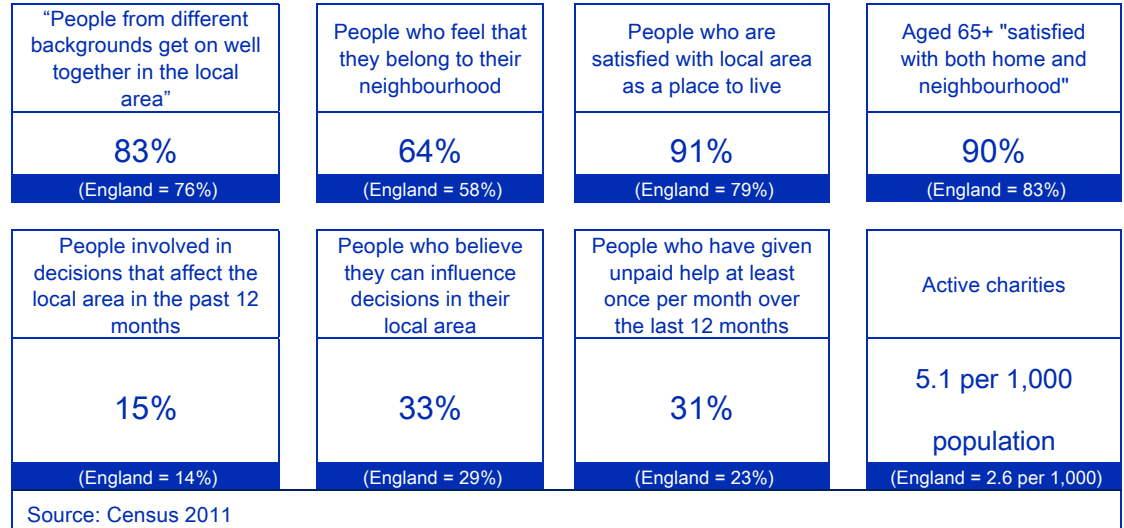 “People from different
backgrounds get on well
together in the local
area”
83%
(England = 76%)
People who feel that
they belong to their
neighbourhood
64%
(England = 58%)
People who are
satisfied with local area
as a place to live
91%
(England = 79%)
Aged 65+ "satisfied
with both home and
neighbourhood"
90%
(England = 83%)
People involved in
decisions that affect the
local area in the past 12
months
15%
(England = 14%)
People who believe
they can influence
decisions in their
local area
33%
(England = 29%)
People who have given
unpaid help at least
once per month over
the last 12 months
31%
(England = 23%)
Active charities
5.1 per 1,000
population
(England = 2.6 per 1,000)
Source: Census 2011